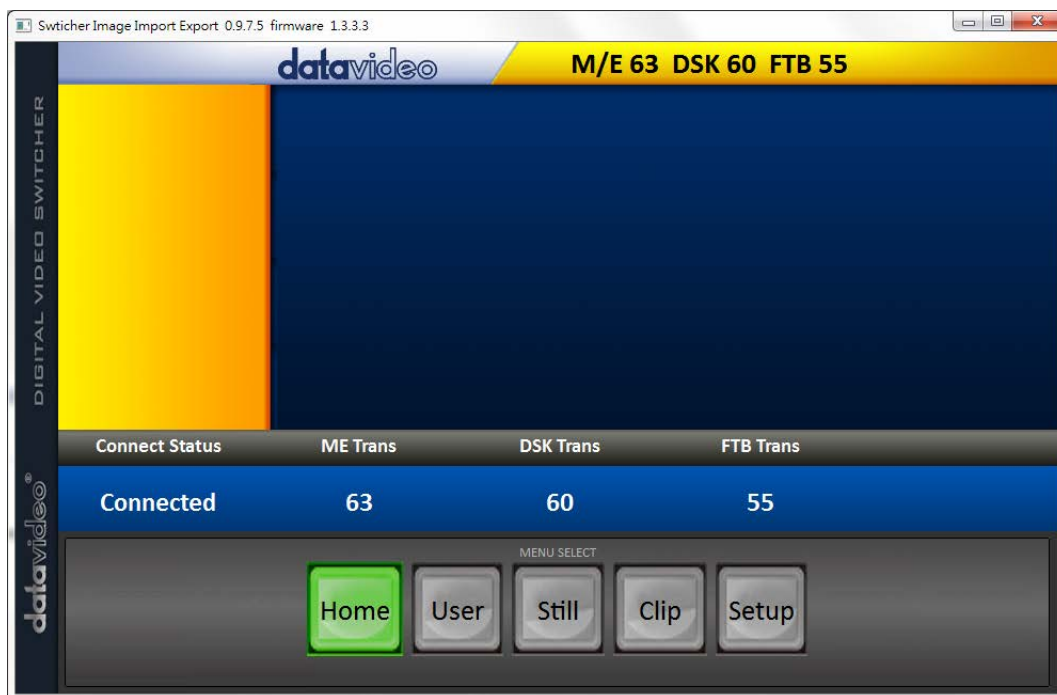 Swticher Image Import Export 0.9.7.5 firmware 1.3.3.3
datavideo
M/E 63 DSK 60 FTB 55
DIGITAL VIDEO SWITCHER
datavideo®
Connect Status ME Trans DSK Trans FTB Trans
Connected 63 60 55
MENU SELECT
Home User Still Clip Setup